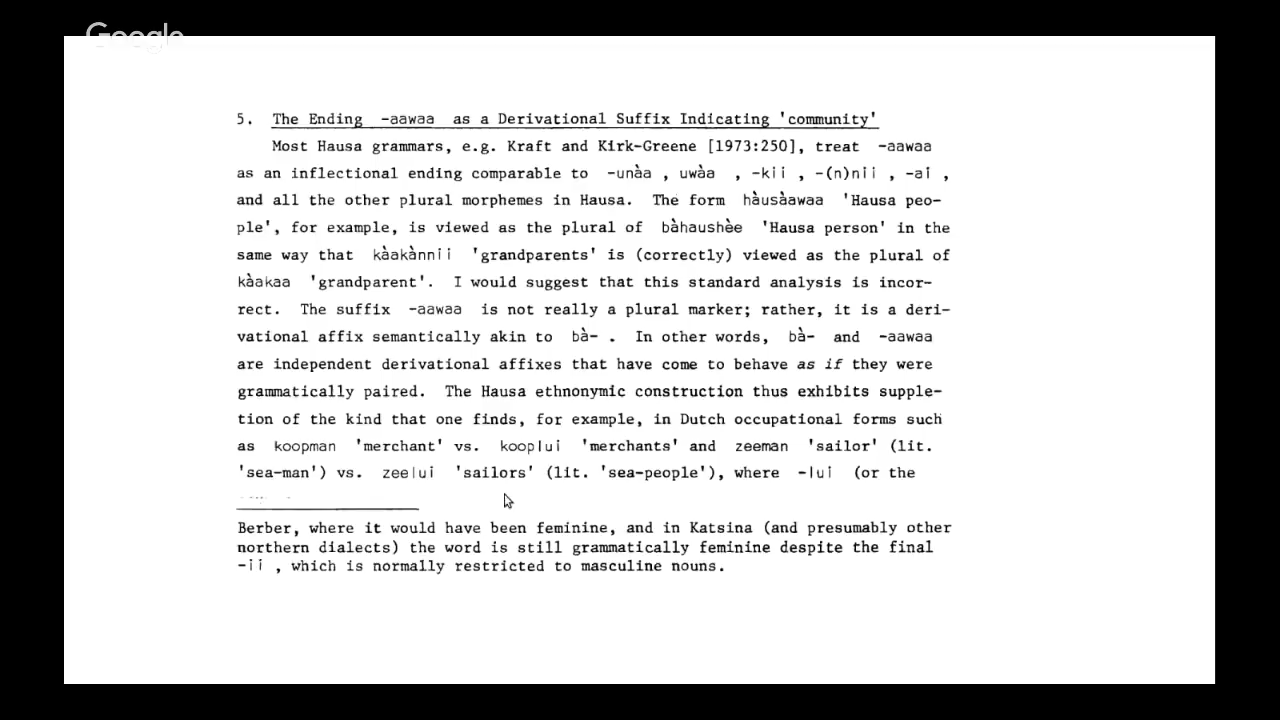 Google
5. The Ending -aawaa as a Derivational Suffix Indicating 'community'
Most Hausa grammars, e.g. Kraft and Kirk-Greene [1973:250], treat -aawaa
as an inflectional ending comparable to -unàa , uwàa , -kii , -(n)nii , -ai ,
and all the other plural morphemes in Hausa. The form hàusàawaa 'Hausa peo-
ple', for example, is viewed as the plural of bàhaushèe 'Hausa person' in the
same way that kàakànnii 'grandparents' is (correctly) viewed as the plural of
kàakaa 'grandparent'. I would suggest that this standard analysis is incor-
rect. The suffix -aawaa is not really a plural marker; rather, it is a deri-
vational affix semantically akin to bà- . In other words, bà- and -aawaa
are independent derivational affixes that have come to behave as if they were
grammatically paired. The Hausa ethnonymic construction thus exhibits supple-
tion of the kind that one finds, for example, in Dutch occupational forms such
as koopman 'merchant' vs. kooplui 'merchants' and zeeman 'sailor' (lit.
'sea-man') vs. zeelui 'sailors' (lit. 'sea-people'), where -lui (or the
Berber, where it would have been feminine, and in Katsina (and presumably other
northern dialects) the word is still grammatically feminine despite the final
-ii , which is normally restricted to masculine nouns.